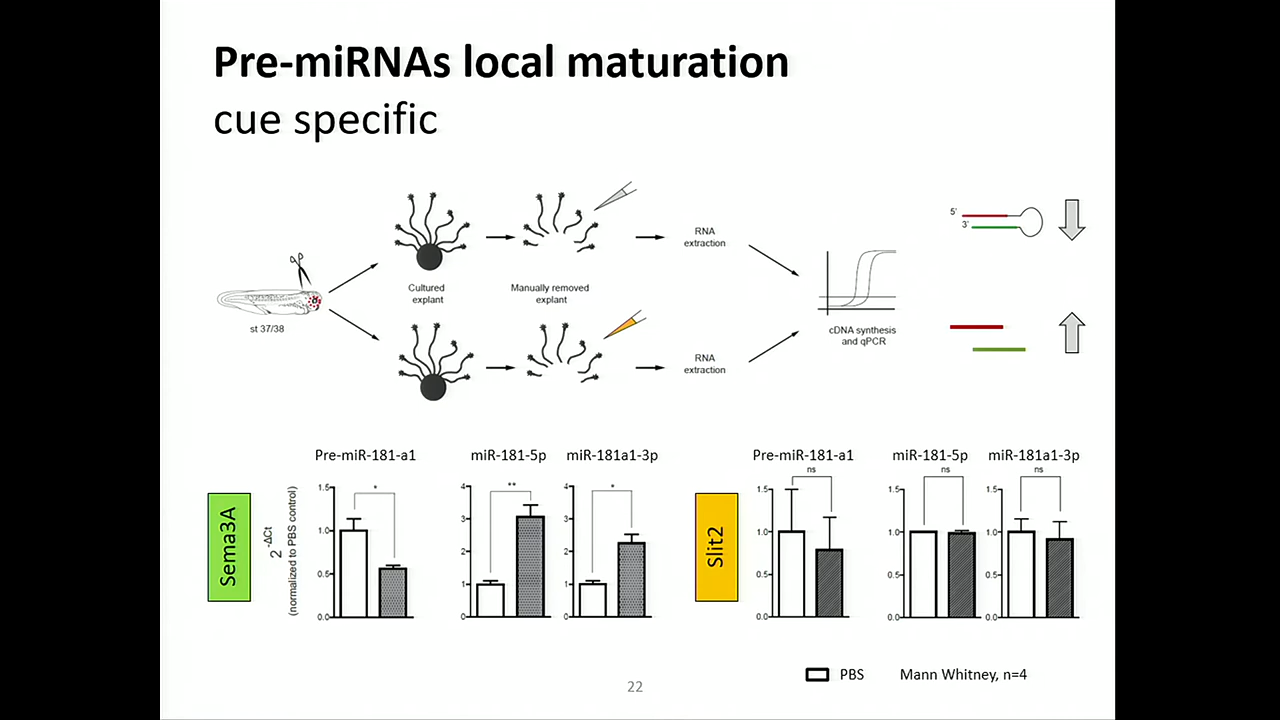 Pre-miRNAs local maturation
cue specific
st 37/38
Cultured
explant
Manually removed
explant
RNA
extraction
RNA
extraction
cDNA synthesis
and qPCR
5'
3'
Sema3A
2^-ΔCt
(normalized to PBS control)
Pre-miR-181-a1
*
1.5
1.0
0.5
0.0
miR-181-5p
**
4
3
2
1
0
miR-181a1-3p
*
4
3
2
1
0
Slit2
Pre-miR-181-a1
ns
1.5
1.0
0.5
0.0
miR-181-5p
ns
1.5
1.0
0.5
0.0
miR-181a1-3p
ns
1.5
1.0
0.5
0.0
PBS
Mann Whitney, n=4
22